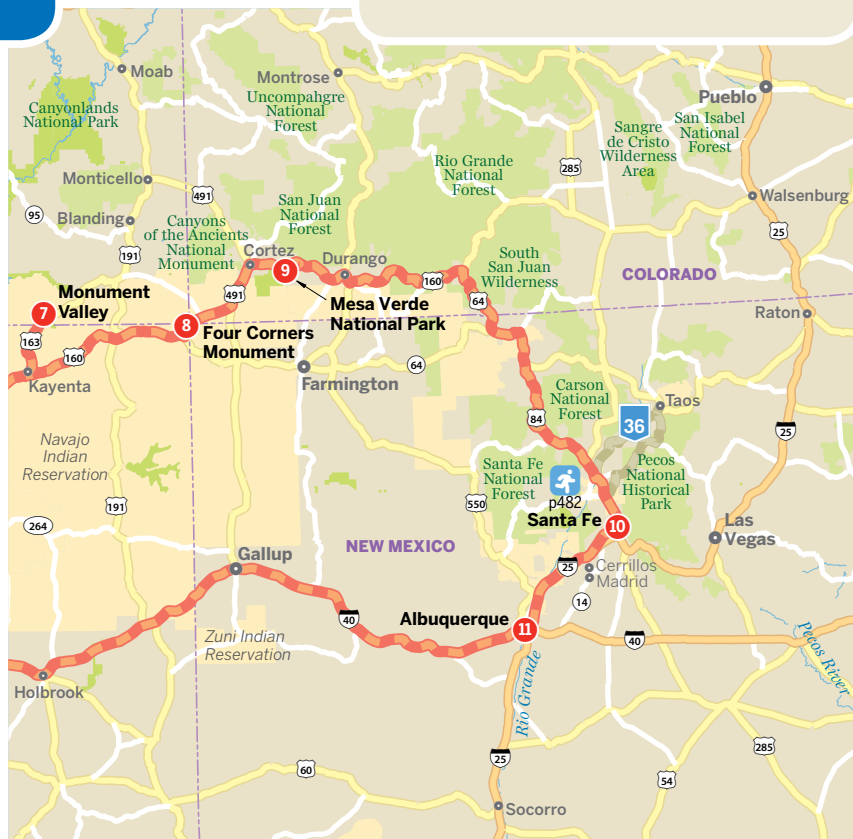 Moab
Montrose
Canyonlands
National Park
Uncompahgre
National
Forest
Pueblo
San Isabel
National
Forest
Sangre
de Cristo
Wilderness
Area
Rio Grande
National
Forest
285
Monticello
491
95
Blanding
San Juan
National
Forest
Walsenburg
191
Canyons
of the Ancients
National
Monument
Cortez
9
Durango
25
South
San Juan
Wilderness
160
COLORADO
491
64
7
Monument
Valley
Mesa Verde
National Park
Raton
8
Four Corners
Monument
163
160
Kayenta
64
Farmington
Carson
National
Forest
Taos
84
36
25
Navajo
Indian
Reservation
Santa Fe
National
Forest
p482
Pecos
National
Historical
Park
191
550
264
Santa Fe
10
Las
Vegas
NEW MEXICO
Gallup
25
Cerrillos
Madrid
14
40
Albuquerque
11
40
Zuni Indian
Reservation
Pecos River
Holbrook
Rio Grande
285
25
60
54
Socorro